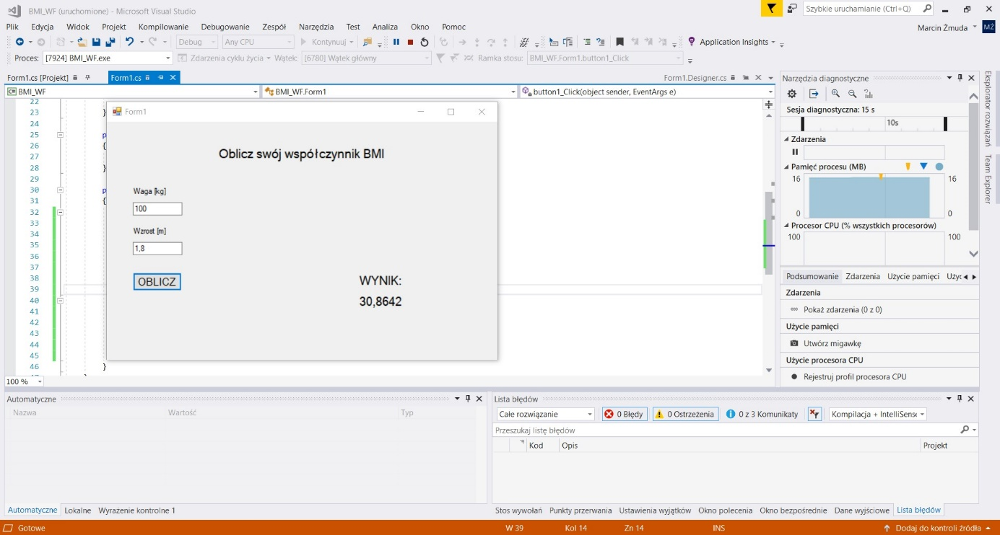 BMI_WF (uruchomione) - Microsoft Visual Studio
Szybkie uruchamianie (Ctrl+Q)
Plik Edycja Widok Projekt Kompilowanie Debugowanie Zespół Narzędzia Test Analiza Okno Pomoc
Marcin Żmuda MŻ
Debug Any CPU Kontynuuj Application Insights
Proces: [7924] BMI_WF.exe Zdarzenia cyklu życia Wątek: [6780] Wątek główny Ramka stosu: BMI_WF.Form1.button1_Click
Form1.cs [Projekt] Form1.cs Form1.Designer.cs
BMI_WF BMI_WF.Form1 button1_Click(object sender, EventArgs e)
22
23 }
24
25 p
26 {
27
28 }
29
30 p
31 {
32
33
34
35
36
37
38
39
40
41
42
43
44
45
46 }
100 %
Form1
Oblicz swój współczynnik BMI
Waga [kg]
100
Wzrost [m]
1,8
OBLICZ
WYNIK:
30,8642
Narzędzia diagnostyczne
Sesja diagnostyczna: 15 s
10s
Zdarzenia
Pamięć procesu (MB)
16 16
0 0
Procesor CPU (% wszystkich procesorów)
100 100
Podsumowanie Zdarzenia Użycie pamięci Użyc
Zdarzenia
Pokaż zdarzenia (0 z 0)
Użycie pamięci
Utwórz migawkę
Użycie procesora CPU
Rejestruj profil procesora CPU
Eksplorator rozwiązań
Team Explorer
Automatyczne
Nazwa Wartość Typ
Automatyczne Lokalne Wyrażenie kontrolne 1
Lista błędów
Całe rozwiązanie 0 Błędy 0 Ostrzeżenia 0 z 3 Komunikaty Kompilacja + IntelliSense
Przeszukaj listę błędów
Kod Opis Projekt
Stos wywołań Punkty przerwania Ustawienia wyjątków Okno polecenia Okno bezpośrednie Dane wyjściowe Lista błędów
Gotowe W 39 Kol 14 Zn 14 INS Dodaj do kontroli źródła